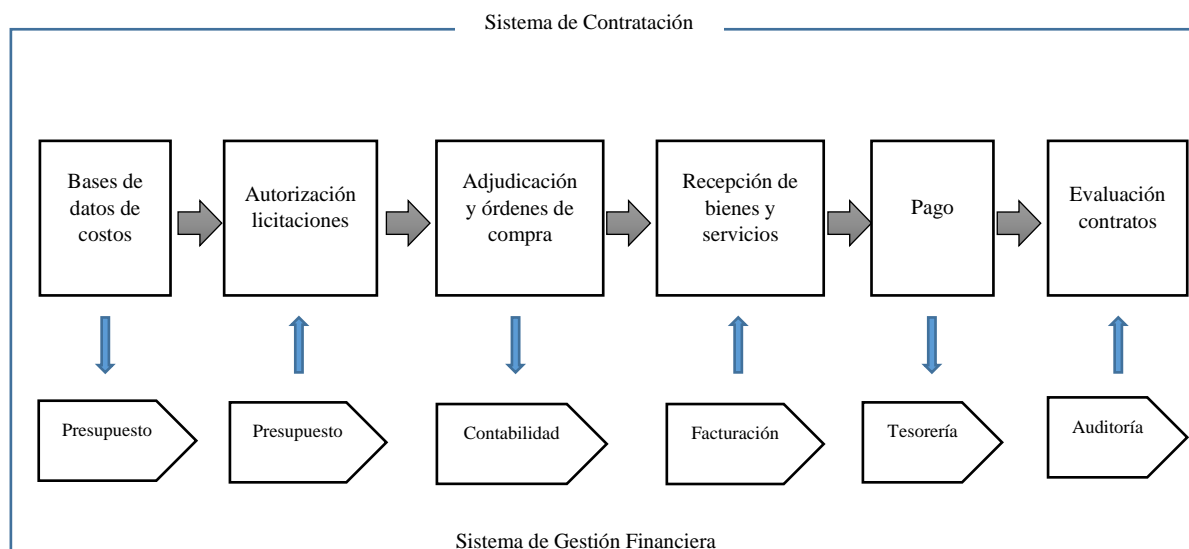 Sistema de Contratación
Bases de
datos de
costos
Autorización
licitaciones
Adjudicación
y órdenes de
compra
Recepción de
bienes y
servicios
Pago
Evaluación
contratos
Presupuesto
Presupuesto
Contabilidad
Facturación
Tesorería
Auditoría
Sistema de Gestión Financiera